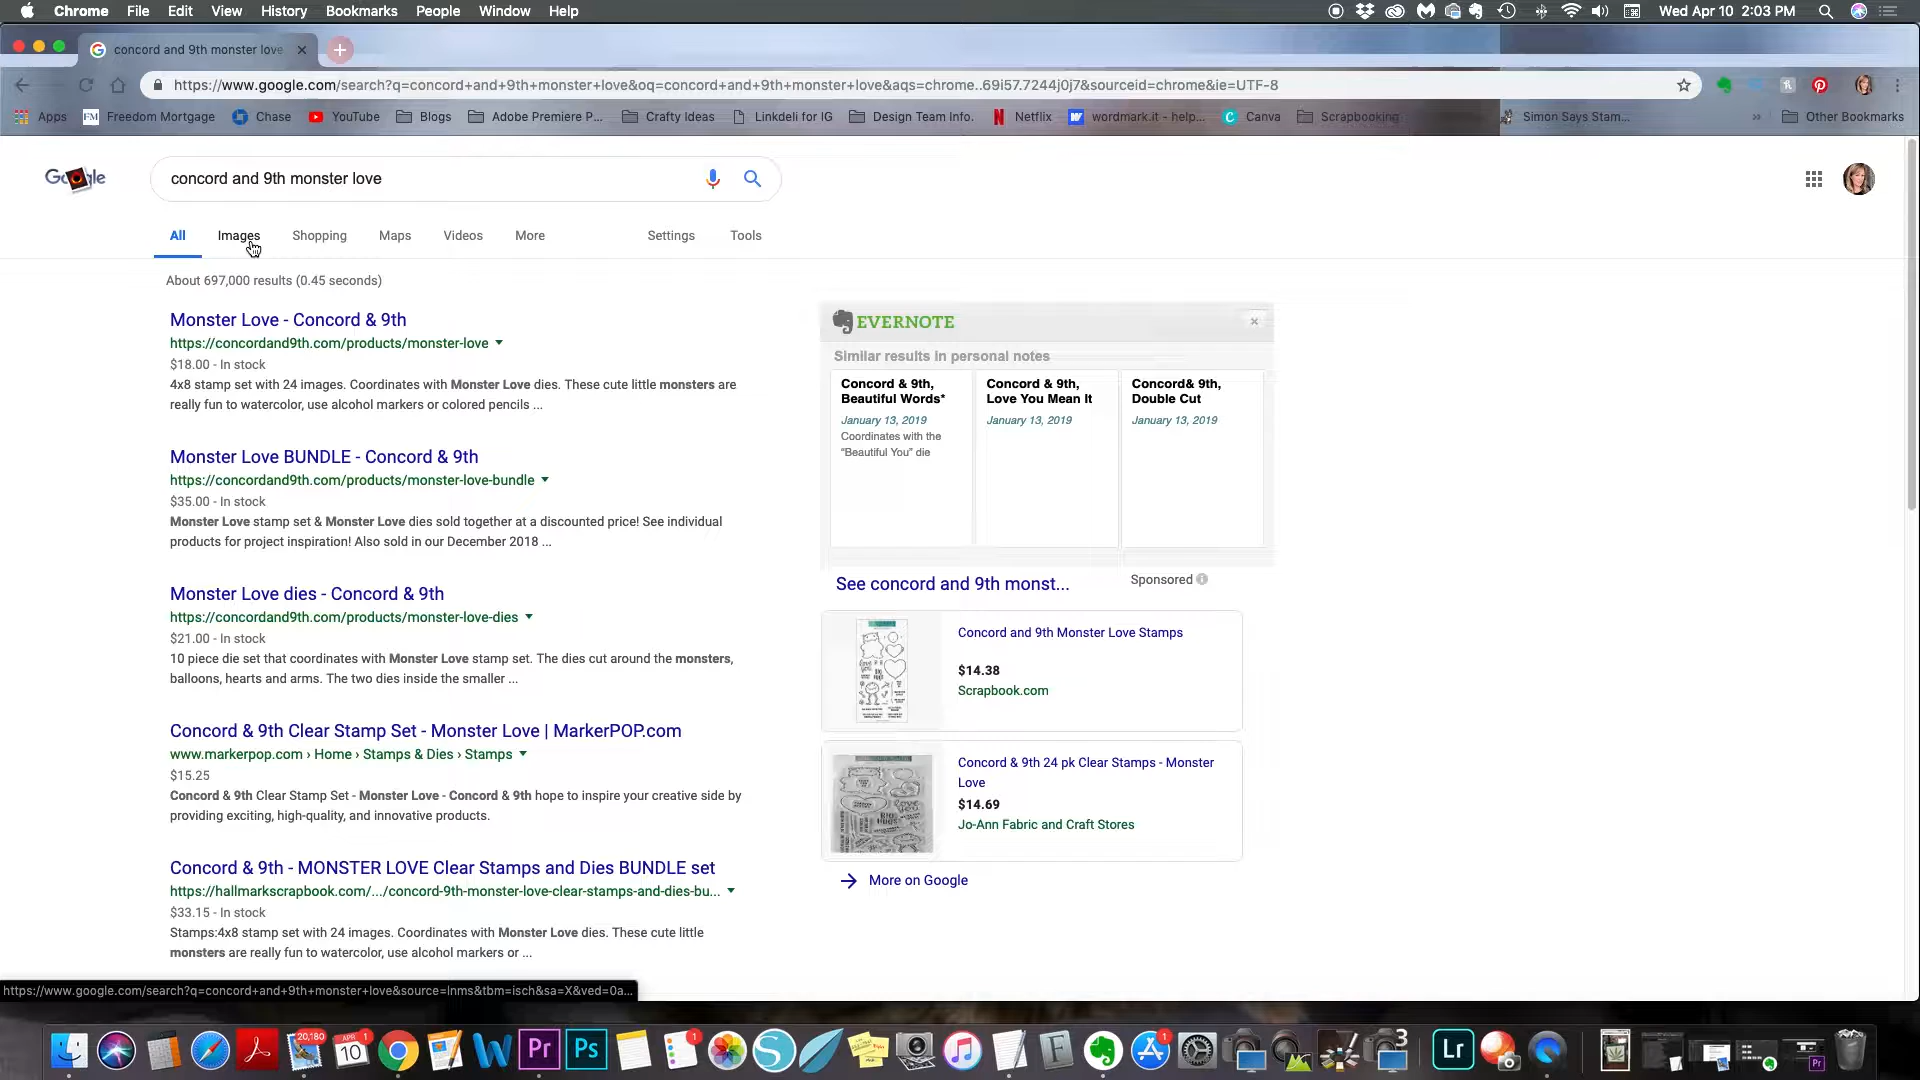 Chrome File Edit View History Bookmarks People Window Help
Wed Apr 10 2:03 PM
concord and 9th monster love
https://www.google.com/search?q=concord+and+9th+monster+love&oq=concord+and+9th+monster+love&aqs=chrome..69i57.7244j0j7&sourceid=chrome&ie=UTF-8
Apps Freedom Mortgage Chase YouTube Blogs Adobe Premiere P... Crafty Ideas Linkdeli for IG Design Team Info. Netflix wordmark.it - help... Canva Scrapbooking Simon Says Stam... » Other Bookmarks
concord and 9th monster love
All Images Shopping Maps Videos More Settings Tools
About 697,000 results (0.45 seconds)
Monster Love - Concord & 9th
https://concordand9th.com/products/monster-love
$18.00 - In stock
4x8 stamp set with 24 images. Coordinates with Monster Love dies. These cute little monsters are
really fun to watercolor, use alcohol markers or colored pencils ...
Monster Love BUNDLE - Concord & 9th
https://concordand9th.com/products/monster-love-bundle
$35.00 - In stock
Monster Love stamp set & Monster Love dies sold together at a discounted price! See individual
products for project inspiration! Also sold in our December 2018 ...
Monster Love dies - Concord & 9th
https://concordand9th.com/products/monster-love-dies
$21.00 - In stock
10 piece die set that coordinates with Monster Love stamp set. The dies cut around the monsters,
balloons, hearts and arms. The two dies inside the smaller ...
Concord & 9th Clear Stamp Set - Monster Love | MarkerPOP.com
www.markerpop.com › Home › Stamps & Dies › Stamps
$15.25
Concord & 9th Clear Stamp Set - Monster Love - Concord & 9th hope to inspire your creative side by
providing exciting, high-quality, and innovative products.
Concord & 9th - MONSTER LOVE Clear Stamps and Dies BUNDLE set
https://hallmarkscrapbook.com/.../concord-9th-monster-love-clear-stamps-and-dies-bu...
$33.15 - In stock
Stamps:4x8 stamp set with 24 images. Coordinates with Monster Love dies. These cute little
monsters are really fun to watercolor, use alcohol markers or ...
EVERNOTE
Similar results in personal notes
Concord & 9th,
Beautiful Words*
January 13, 2019
Coordinates with the
“Beautiful You” die
Concord & 9th,
Love You Mean It
January 13, 2019
Concord& 9th,
Double Cut
January 13, 2019
See concord and 9th monst...
Sponsored
Concord and 9th Monster Love Stamps
$14.38
Scrapbook.com
Concord & 9th 24 pk Clear Stamps - Monster
Love
$14.69
Jo-Ann Fabric and Craft Stores
More on Google
https://www.google.com/search?q=concord+and+9th+monster+love&source=lnms&tbm=isch&sa=X&ved=0a...
20,180
APR 10 1
Pr
Ps
1
1
3
Lr